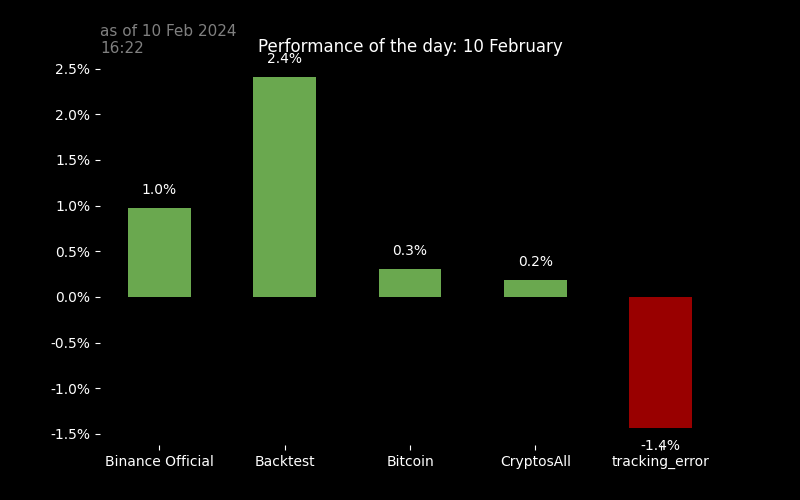 as of 10 Feb 2024
16:22
Performance of the day: 10 February
2.5%
2.0%
1.5%
1.0%
0.5%
0.0%
-0.5%
-1.0%
-1.5%
1.0%
2.4%
0.3%
0.2%
-1.4%
Binance Official
Backtest
Bitcoin
CryptosAll
tracking_error